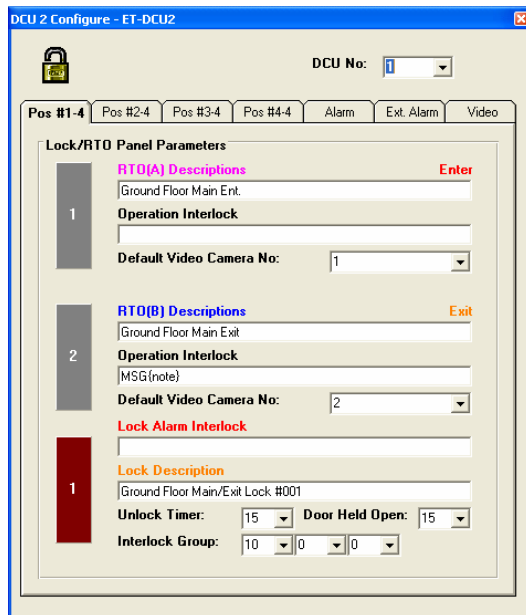 DCU 2 Configure - ET-DCU2
DCU No: 1
Pos #1-4 Pos #2-4 Pos #3-4 Pos #4-4 Alarm Ext. Alarm Video
Lock/RTO Panel Parameters
RTO(A) Descriptions Enter
Ground Floor Main Ent.
1
Operation Interlock
Default Video Camera No: 1
RTO(B) Descriptions Exit
Ground Floor Main Exit
2
Operation Interlock
MSG{note}
Default Video Camera No: 2
Lock Alarm Interlock
Lock Description
1
Ground Floor Main/Exit Lock #001
Unlock Timer: 15 Door Held Open: 15
Interlock Group: 10 0 0